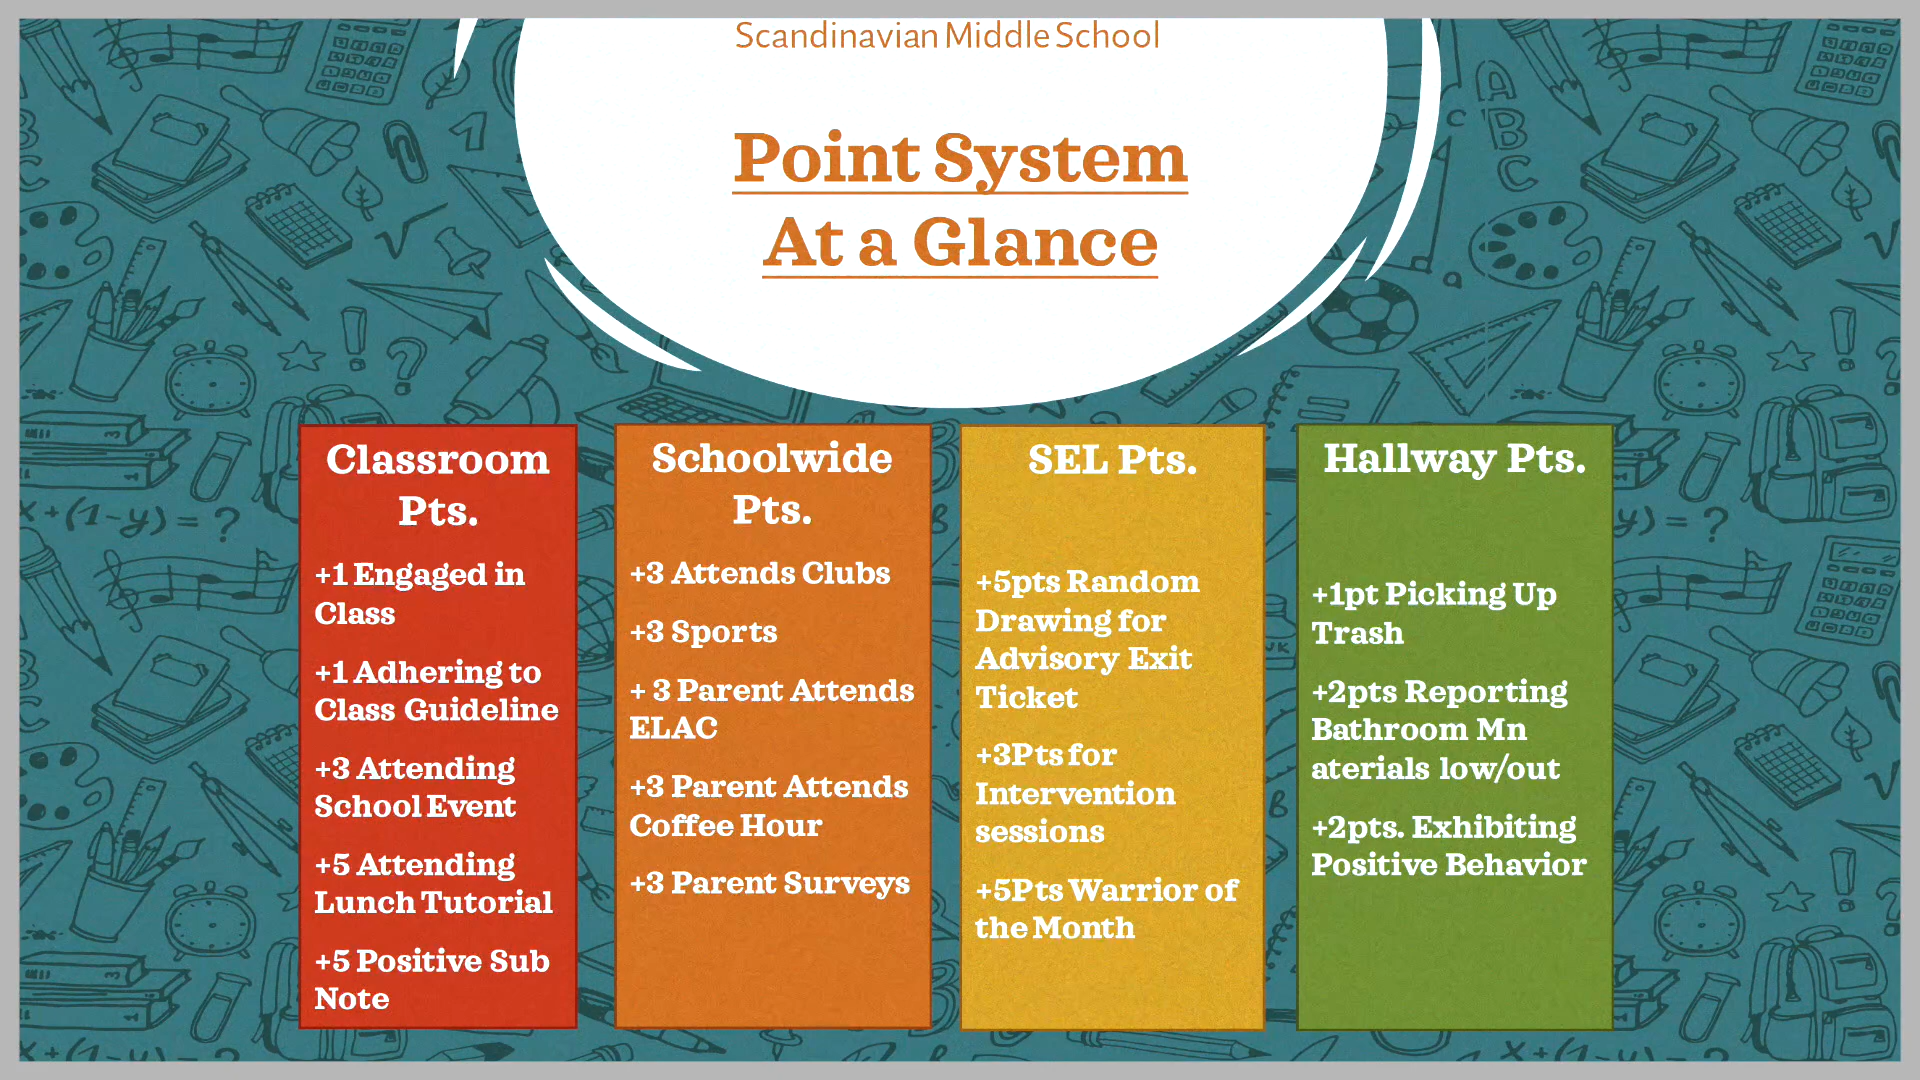 Scandinavian Middle School
Point System
At a Glance
Classroom
Pts.
+1 Engaged in
Class
+1 Adhering to
Class Guideline
+3 Attending
School Event
+5 Attending
Lunch Tutorial
+5 Positive Sub
Note
Schoolwide
Pts.
+3 Attends Clubs
+3 Sports
+ 3 Parent Attends
ELAC
+3 Parent Attends
Coffee Hour
+3 Parent Surveys
SEL Pts.
+5pts Random
Drawing for
Advisory Exit
Ticket
+3Pts for
Intervention
sessions
+5Pts Warrior of
the Month
Hallway Pts.
+1pt Picking Up
Trash
+2pts Reporting
Bathroom Mn
aterials low/out
+2pts. Exhibiting
Positive Behavior
A
B
C
x+(1-y)=?
y)=?
x+(1-y)=?
x+(1-y)=?